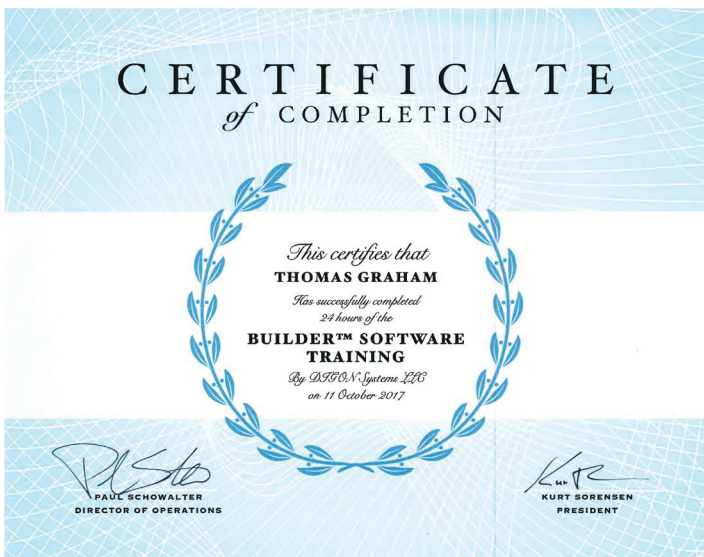 CERTIFICATE
of COMPLETION
This certifies that
THOMAS GRAHAM
Has successfully completed
24 hours of the
BUILDER™ SOFTWARE
TRAINING
By DIGON Systems LLC
on 11 October 2017
PAUL SCHOWALTER
DIRECTOR OF OPERATIONS
KURT SORENSEN
PRESIDENT